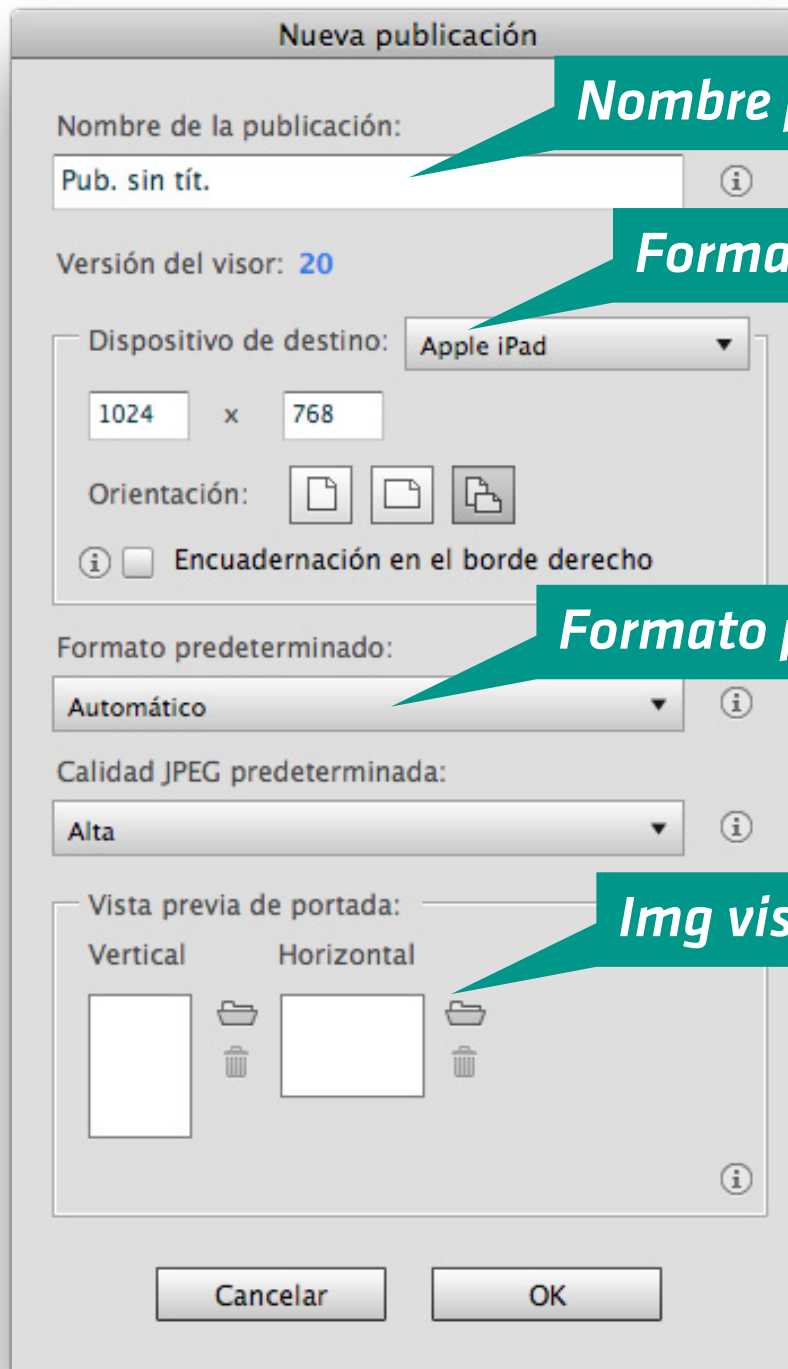 Nueva publicación
Nombre p
Nombre de la publicación:
Pub. sin tít.
Versión del visor: 20
Forma
Dispositivo de destino: Apple iPad
1024 x 768
Orientación:
Encuadernación en el borde derecho
Formato p
Formato predeterminado:
Automático
Calidad JPEG predeterminada:
Alta
Vista previa de portada:
Img vis
Vertical Horizontal
Cancelar OK